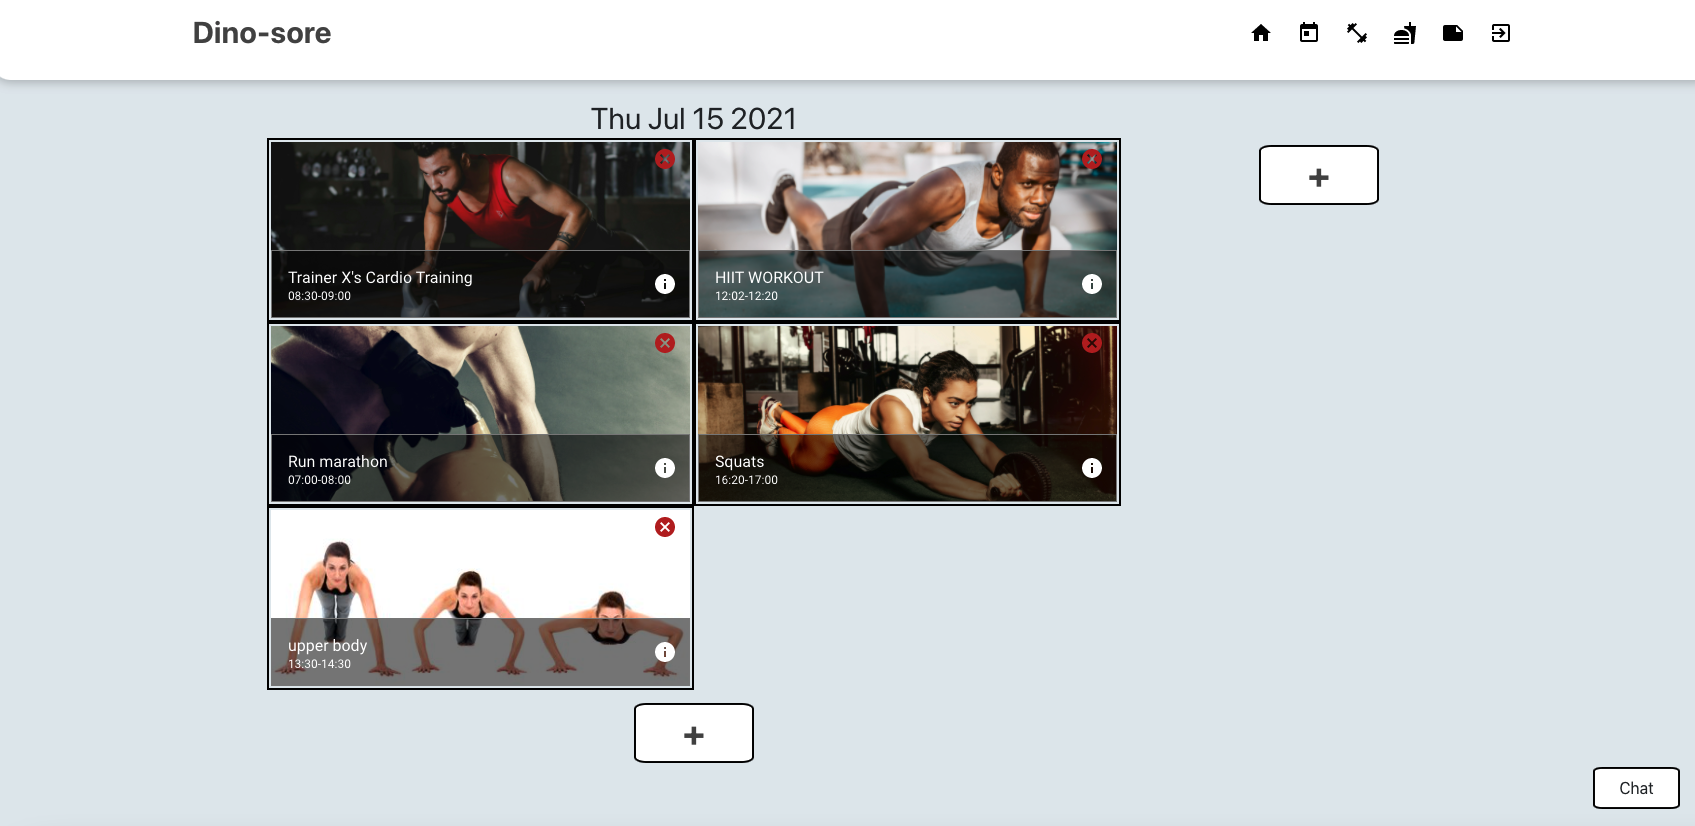 Dino-sore
Thu Jul 15 2021
Trainer X's Cardio Training
08:30-09:00
HIIT WORKOUT
12:02-12:20
Run marathon
07:00-08:00
Squats
16:20-17:00
upper body
13:30-14:30
Chat